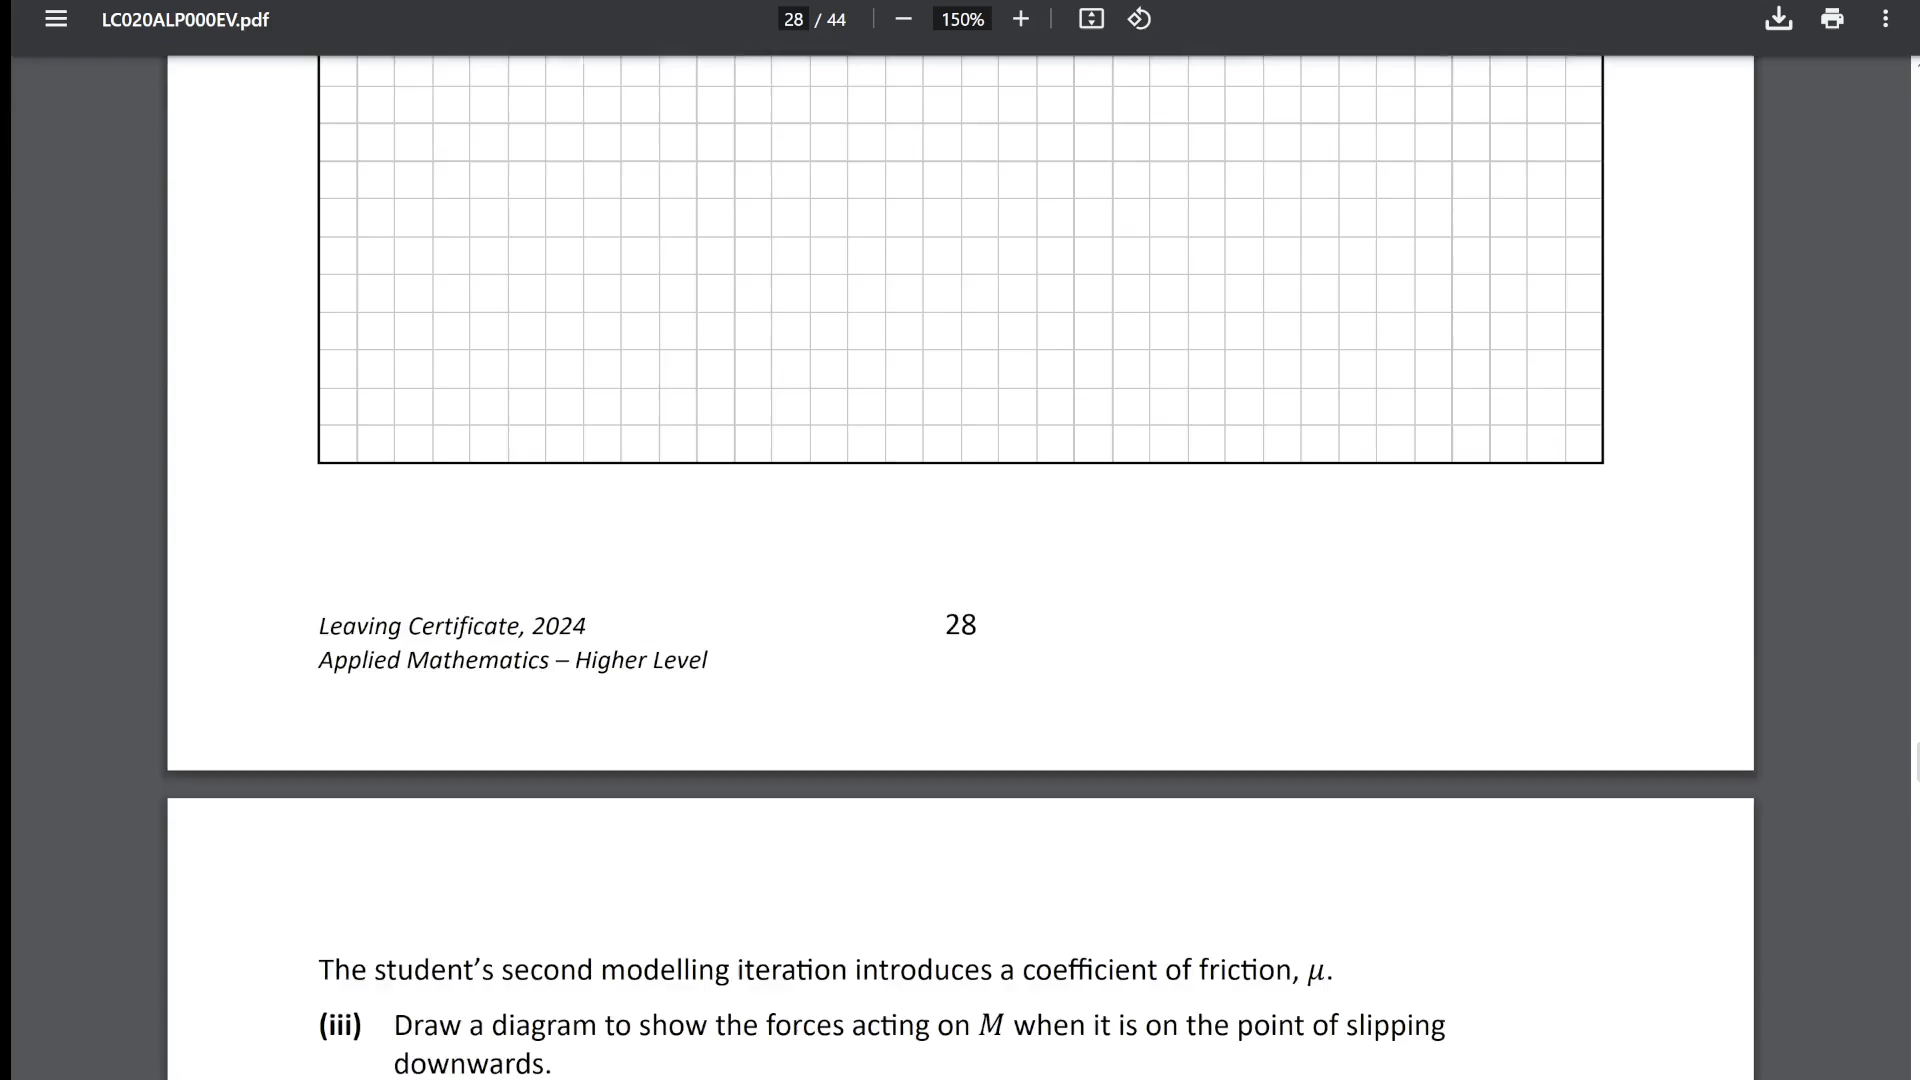 LC020ALP000EV.pdf
28 / 44
150%
Leaving Certificate, 2024
28
Applied Mathematics – Higher Level
The student’s second modelling iteration introduces a coefficient of friction, μ.
(iii) Draw a diagram to show the forces acting on M when it is on the point of slipping
downwards.